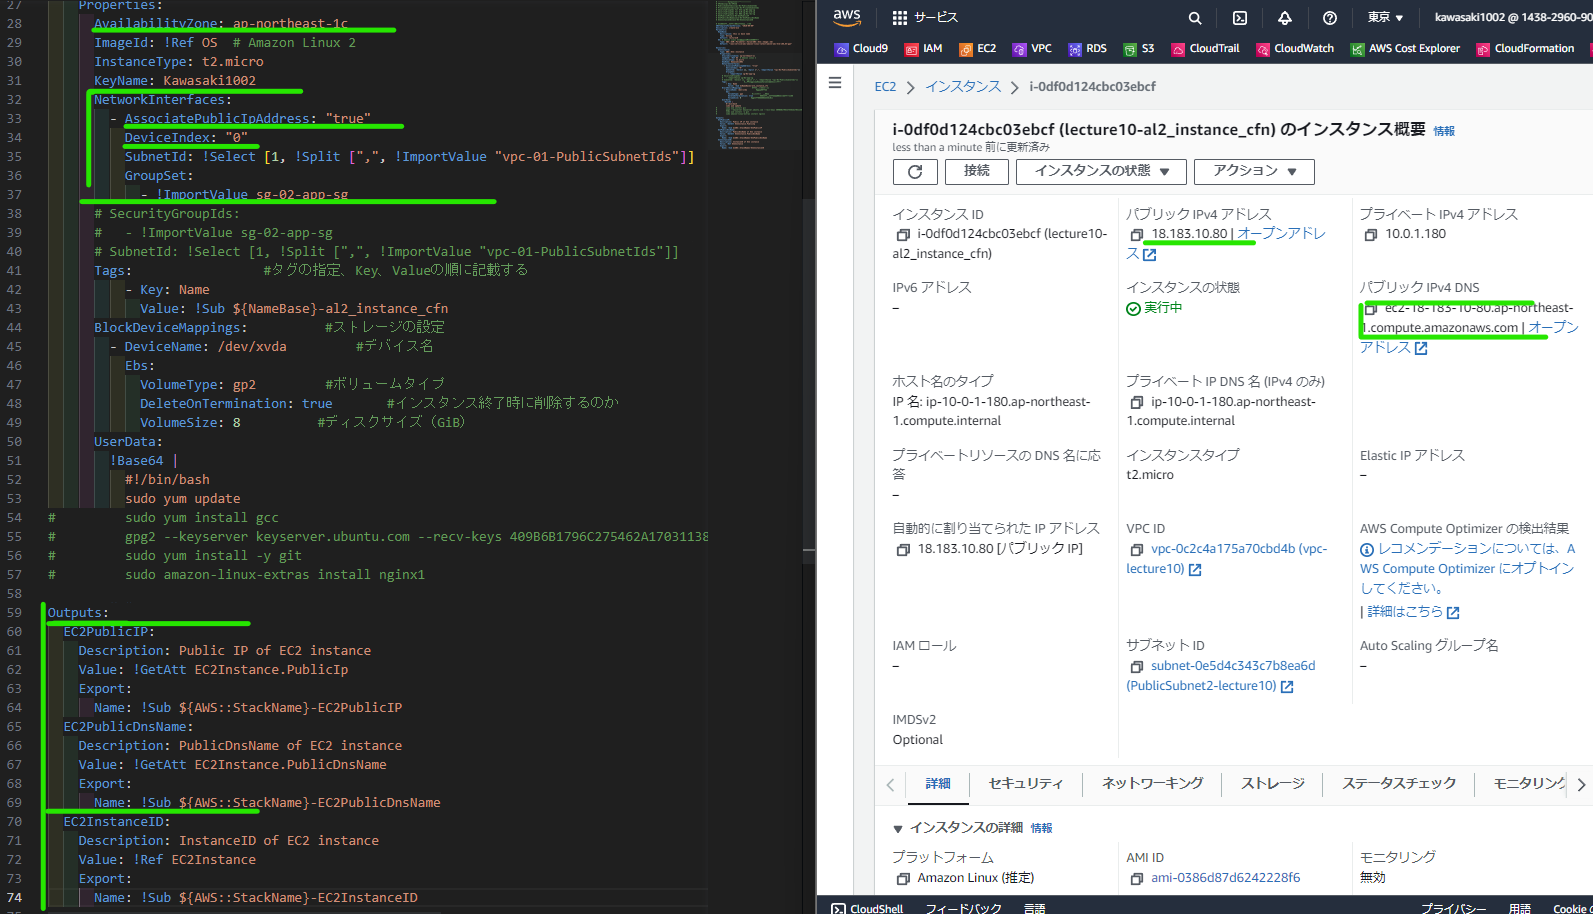 27 Properties:
28 AvailabilityZone: ap-northeast-1c
29 ImageId: !Ref OS # Amazon Linux 2
30 InstanceType: t2.micro
31 KeyName: Kawasaki1002
32 NetworkInterfaces:
33 - AssociatePublicIpAddress: "true"
34 DeviceIndex: "0"
35 SubnetId: !Select [1, !Split [",", !ImportValue "vpc-01-PublicSubnetIds"]]
36 GroupSet:
37 - !ImportValue sg-02-app-sg
38 # SecurityGroupIds:
39 # - !ImportValue sg-02-app-sg
40 # SubnetId: !Select [1, !Split [",", !ImportValue "vpc-01-PublicSubnetIds"]]
41 Tags: #タグの指定、Key、Valueの順に記載する
42 - Key: Name
43 Value: !Sub ${NameBase}-al2_instance_cfn
44 BlockDeviceMappings: #ストレージの設定
45 - DeviceName: /dev/xvda #デバイス名
46 Ebs:
47 VolumeType: gp2 #ボリュームタイプ
48 DeleteOnTermination: true #インスタンス終了時に削除するのか
49 VolumeSize: 8 #ディスクサイズ（GiB）
50 UserData:
51 !Base64 |
52 #!/bin/bash
53 sudo yum update
54 # sudo yum install gcc
55 # gpg2 --keyserver keyserver.ubuntu.com --recv-keys 409B6B1796C275462A17031138
56 # sudo yum install -y git
57 # sudo amazon-linux-extras install nginx1
58
59 Outputs:
60 EC2PublicIP:
61 Description: Public IP of EC2 instance
62 Value: !GetAtt EC2Instance.PublicIp
63 Export:
64 Name: !Sub ${AWS::StackName}-EC2PublicIP
65 EC2PublicDnsName:
66 Description: PublicDnsName of EC2 instance
67 Value: !GetAtt EC2Instance.PublicDnsName
68 Export:
69 Name: !Sub ${AWS::StackName}-EC2PublicDnsName
70 EC2InstanceID:
71 Description: InstanceID of EC2 instance
72 Value: !Ref EC2Instance
73 Export:
74 Name: !Sub ${AWS::StackName}-EC2InstanceID
aws サービス 東京 ▼ kawasaki1002 @ 1438-2960-90
Cloud9 IAM EC2 VPC RDS S3 CloudTrail CloudWatch AWS Cost Explorer CloudFormation
EC2 > インスタンス > i-0df0d124cbc03ebcf
i-0df0d124cbc03ebcf (lecture10-al2_instance_cfn) のインスタンス概要 情報
less than a minute 前に更新済み
接続 インスタンスの状態 ▼ アクション ▼
インスタンス ID
i-0df0d124cbc03ebcf (lecture10-
al2_instance_cfn)
パブリック IPv4 アドレス
18.183.10.80 | オープンアドレ
ス
プライベート IPv4 アドレス
10.0.1.180
IPv6 アドレス
–
インスタンスの状態
実行中
パブリック IPv4 DNS
ec2-18-183-10-80.ap-northeast-
1.compute.amazonaws.com | オープン
アドレス
ホスト名のタイプ
IP 名: ip-10-0-1-180.ap-northeast-
1.compute.internal
プライベート IP DNS 名 (IPv4 のみ)
ip-10-0-1-180.ap-northeast-
1.compute.internal
プライベートリソースの DNS 名に応
答
–
インスタンスタイプ
t2.micro
Elastic IP アドレス
–
自動的に割り当てられた IP アドレス
18.183.10.80 [パブリック IP]
VPC ID
vpc-0c2c4a175a70cbd4b (vpc-
lecture10)
AWS Compute Optimizer の検出結果
レコメンデーションについては、A
WS Compute Optimizer にオプトイン
してください。
| 詳細はこちら
IAM ロール
–
サブネット ID
subnet-0e5d4c343c7b8ea6d
(PublicSubnet2-lecture10)
Auto Scaling グループ名
–
IMDSv2
Optional
詳細 セキュリティ ネットワーキング ストレージ ステータスチェック モニタリング
▼ インスタンスの詳細 情報
プラットフォーム
Amazon Linux (推定)
AMI ID
ami-0386d87d6242228f6
モニタリング
無効
CloudShell フィードバック 言語 プライバシー 用語 Cookie